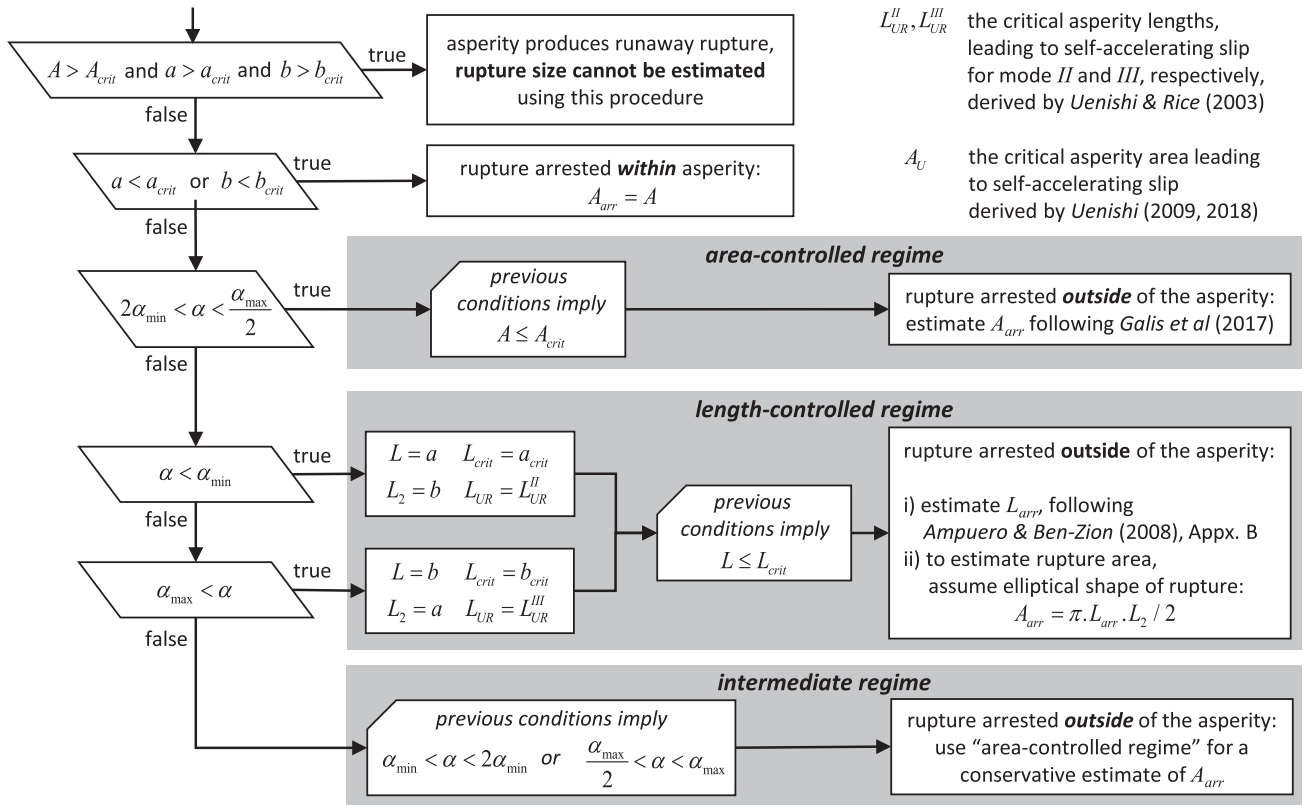 A > A_crit and a > a_crit and b > b_crit
true
asperity produces runaway rupture,
rupture size cannot be estimated
using this procedure
false
a < a_crit or b < b_crit
true
rupture arrested within asperity:
A_arr = A
false
L_UR^II, L_UR^III the critical asperity lengths,
leading to self-accelerating slip
for mode II and III, respectively,
derived by Uenishi & Rice (2003)
A_U the critical asperity area leading
to self-accelerating slip
derived by Uenishi (2009, 2018)
area-controlled regime
2α_min < α < α_max / 2
true
previous
conditions imply
A ≤ A_crit
rupture arrested outside of the asperity:
estimate A_arr following Galis et al (2017)
false
length-controlled regime
α < α_min
true
L = a L_crit = a_crit
L_2 = b L_UR = L_UR^II
false
α_max < α
true
L = b L_crit = b_crit
L_2 = a L_UR = L_UR^III
previous
conditions imply
L ≤ L_crit
rupture arrested outside of the asperity:
i) estimate L_arr, following
Ampuero & Ben-Zion (2008), Appx. B
ii) to estimate rupture area,
assume elliptical shape of rupture:
A_arr = π.L_arr.L_2 / 2
false
intermediate regime
previous conditions imply
α_min < α < 2α_min or α_max / 2 < α < α_max
rupture arrested outside of the asperity:
use “area-controlled regime” for a
conservative estimate of A_arr